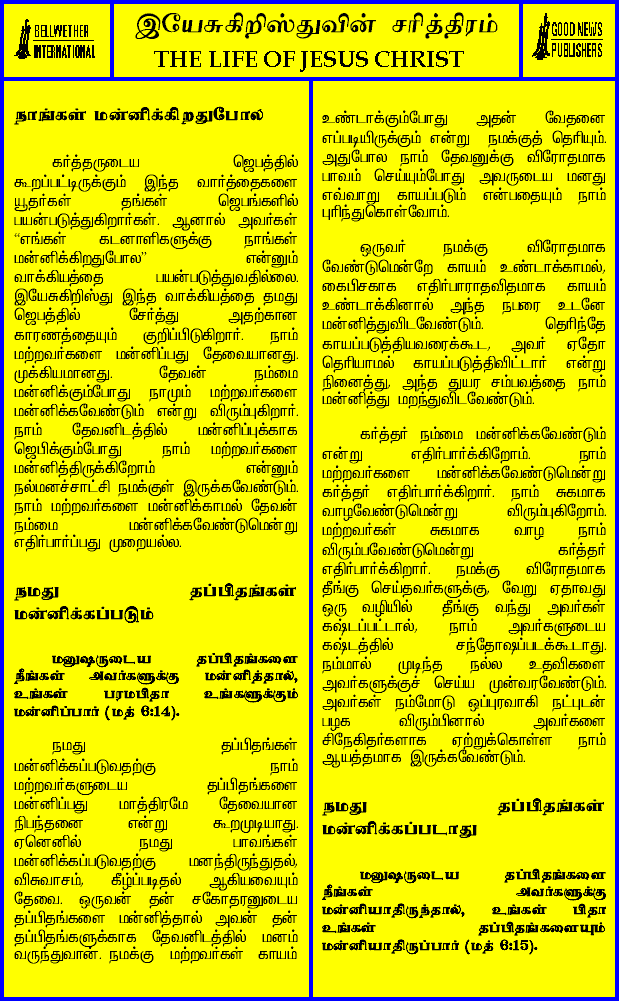 BELLWETHER
INTERNATIONAL
இயேசுகிறிஸ்துவின் சரித்திரம்
THE LIFE OF JESUS CHRIST
GOOD NEWS
PUBLISHERS
நாங்கள் மன்னிக்கிறதுபோல
கர்த்தருடைய ஜெபத்தில்
கூறப்பட்டிருக்கும் இந்த வார்த்தைகளை
யூதர்கள் தங்கள் ஜெபங்களில்
பயன்படுத்துகிறார்கள். ஆனால் அவர்கள்
“எங்கள் கடனாளிகளுக்கு நாங்கள்
மன்னிக்கிறதுபோல” என்னும்
வாக்கியத்தை பயன்படுத்துவதில்லை.
இயேசுகிறிஸ்து இந்த வாக்கியத்தை தமது
ஜெபத்தில் சேர்த்து அதற்கான
காரணத்தையும் குறிப்பிடுகிறார். நாம்
மற்றவர்களை மன்னிப்பது தேவையானது.
முக்கியமானது. தேவன் நம்மை
மன்னிக்கும்போது நாமும் மற்றவர்களை
மன்னிக்கவேண்டும் என்று விரும்புகிறார்.
நாம் தேவனிடத்தில் மன்னிப்புக்காக
ஜெபிக்கும்போது நாம் மற்றவர்களை
மன்னித்திருக்கிறோம் என்னும்
நல்மனச்சாட்சி நமக்குள் இருக்கவேண்டும்.
நாம் மற்றவர்களை மன்னிக்காமல் தேவன்
நம்மை மன்னிக்கவேண்டுமென்று
எதிர்பார்ப்பது முறையல்ல.
நமது தப்பிதங்கள்
மன்னிக்கப்படும்
மனுஷருடைய தப்பிதங்களை
நீங்கள் அவர்களுக்கு மன்னித்தால்,
உங்கள் பரமபிதா உங்களுக்கும்
மன்னிப்பார் (மத் 6:14).
நமது தப்பிதங்கள்
மன்னிக்கப்படுவதற்கு நாம்
மற்றவர்களுடைய தப்பிதங்களை
மன்னிப்பது மாத்திரமே தேவையான
நிபந்தனை என்று கூறமுடியாது.
ஏனெனில் நமது பாவங்கள்
மன்னிக்கப்படுவதற்கு மனந்திருந்துதல்,
விசுவாசம், கீழ்ப்படிதல் ஆகியவையும்
தேவை. ஒருவன் தன் சகோதரனுடைய
தப்பிதங்களை மன்னித்தால் அவன் தன்
தப்பிதங்களுக்காக தேவனிடத்தில் மனம்
வருந்துவான். நமக்கு மற்றவர்கள் காயம்
உண்டாக்கும்போது அதன் வேதனை
எப்படியிருக்கும் என்று நமக்குத் தெரியும்.
அதுபோல நாம் தேவனுக்கு விரோதமாக
பாவம் செய்யும்போது அவருடைய மனது
எவ்வாறு காயப்படும் என்பதையும் நாம்
புரிந்துகொள்வோம்.
ஒருவர் நமக்கு விரோதமாக
வேண்டுமென்றே காயம் உண்டாக்காமல்,
கைபிசகாக எதிர்பாராதவிதமாக காயம்
உண்டாக்கினால் அந்த நபரை உடனே
மன்னித்துவிடவேண்டும். தெரிந்தே
காயப்படுத்தியவரைக்கூட, அவர் ஏதோ
தெரியாமல் காயப்படுத்திவிட்டார் என்று
நினைத்து, அந்த துயர சம்பவத்தை நாம்
மன்னித்து மறந்துவிடவேண்டும்.
கர்த்தர் நம்மை மன்னிக்கவேண்டும்
என்று எதிர்பார்க்கிறோம். நாம்
மற்றவர்களை மன்னிக்கவேண்டுமென்று
கர்த்தர் எதிர்பார்க்கிறார். நாம் சுகமாக
வாழவேண்டுமென்று விரும்புகிறோம்.
மற்றவர்கள் சுகமாக வாழ நாம்
விரும்பவேண்டுமென்று கர்த்தர்
எதிர்பார்க்கிறார். நமக்கு விரோதமாக
தீங்கு செய்தவர்களுக்கு, வேறு ஏதாவது
ஒரு வழியில் தீங்கு வந்து அவர்கள்
கஷ்டப்பட்டால், நாம் அவர்களுடைய
கஷ்டத்தில் சந்தோஷப்படக்கூடாது.
நம்மால் முடிந்த நல்ல உதவிகளை
அவர்களுக்குச் செய்ய முன்வரவேண்டும்.
அவர்கள் நம்மோடு ஒப்புரவாகி நட்புடன்
பழக விரும்பினால் அவர்களை
சிநேகிதர்களாக ஏற்றுக்கொள்ள நாம்
ஆயத்தமாக இருக்கவேண்டும்.
நமது தப்பிதங்கள்
மன்னிக்கப்படாது
மனுஷருடைய தப்பிதங்களை
நீங்கள் அவர்களுக்கு
மன்னியாதிருந்தால், உங்கள் பிதா
உங்கள் தப்பிதங்களையும்
மன்னியாதிருப்பார் (மத் 6:15).